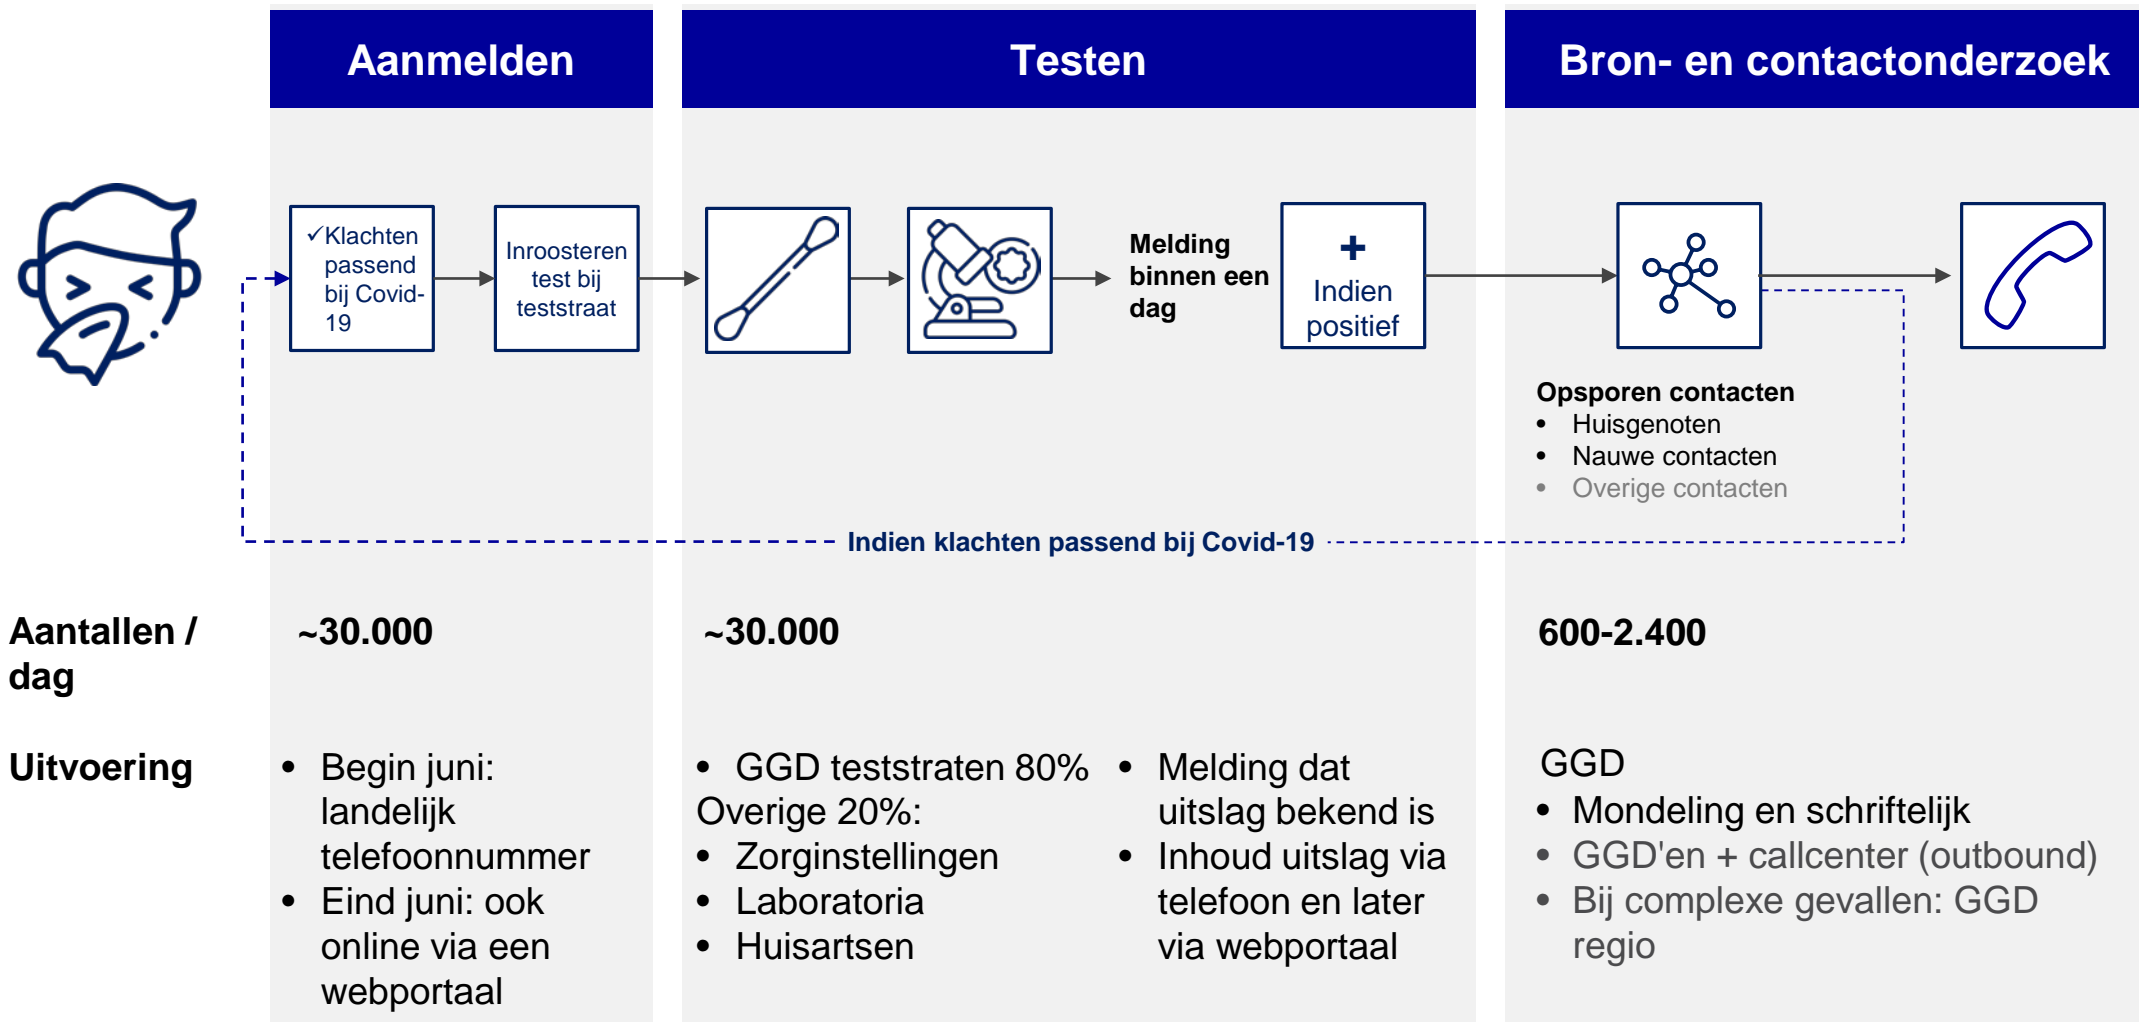 Aanmelden
Testen
Bron- en contactonderzoek
✓Klachten
passend
bij Covid-
19
Inroosteren
test bij
teststraat
Melding
binnen een
dag
+
Indien
positief
Opsporen contacten
• Huisgenoten
• Nauwe contacten
• Overige contacten
Indien klachten passend bij Covid-19
Aantallen /
dag
~30.000
~30.000
600-2.400
Uitvoering
• Begin juni:
landelijk
telefoonnummer
• Eind juni: ook
online via een
webportaal
• GGD teststraten 80%
Overige 20%:
• Zorginstellingen
• Laboratoria
• Huisartsen
• Melding dat
uitslag bekend is
• Inhoud uitslag via
telefoon en later
via webportaal
GGD
• Mondeling en schriftelijk
• GGD'en + callcenter (outbound)
• Bij complexe gevallen: GGD
regio